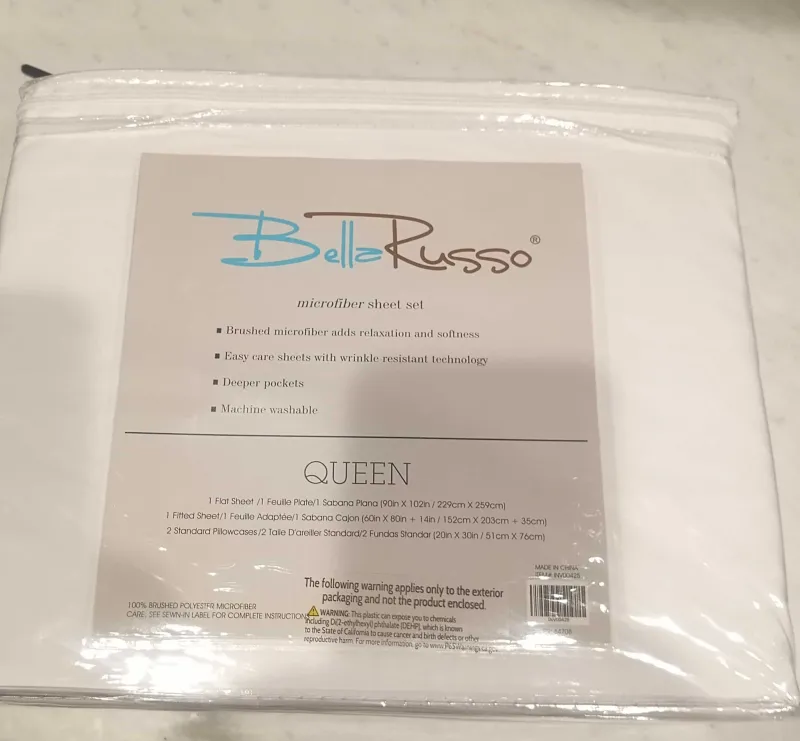 BellaRusso®
microfiber sheet set
▪ Brushed microfiber adds relaxation and softness
▪ Easy care sheets with wrinkle resistant technology
▪ Deeper pockets
▪ Machine washable
QUEEN
1 Flat Sheet /1 Feuille Plate/1 Sabana Plana (90in X 102in / 229cm X 259cm)
1 Fitted Sheet/1 Feuille Adaptée/1 Sabana Cajon (60in X 80in + 14in / 152cm X 203cm + 35cm)
2 Standard Pillowcases/2 Taie D'areiller Standard/2 Fundas Standar (20in X 30in / 51cm X 76cm)
MADE IN CHINA
ITEM# INV00425
The following warning applies only to the exterior
packaging and not the product enclosed.
100% BRUSHED POLYESTER MICROFIBER
CARE: SEE SEWN-IN LABEL FOR COMPLETE INSTRUCTION
WARNING: This plastic can expose you to chemicals
including Di(2-ethylhexyl) phthalate (DEHP), which is known
to the State of California to cause cancer and birth defects or other
reproductive harm. For more information, go to www.P65Warnings.ca.gov